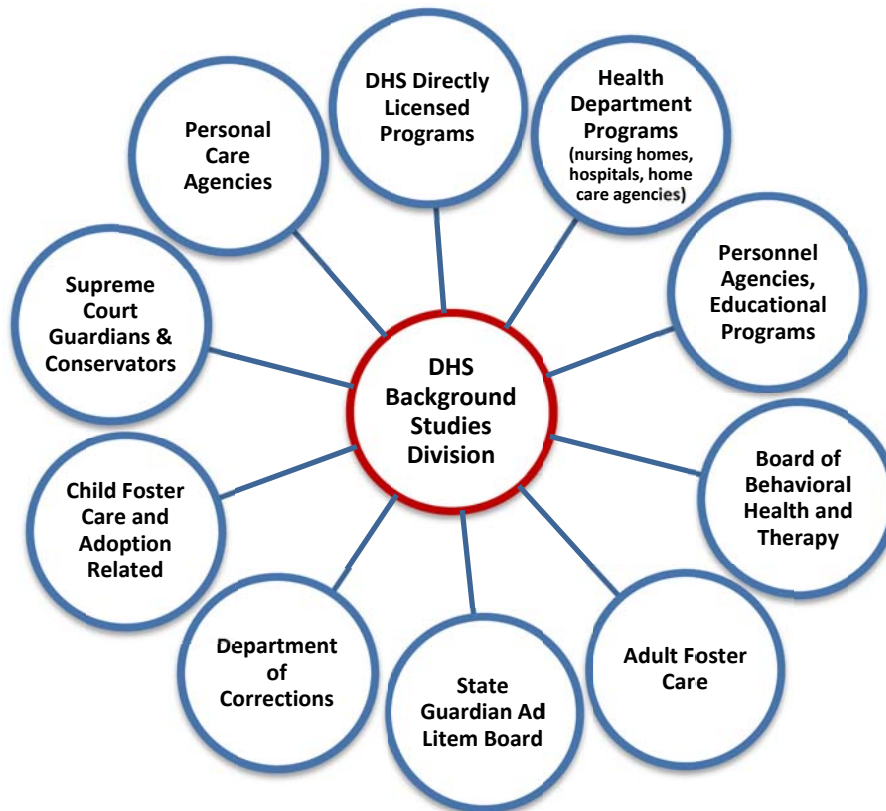 DHS Directly
Licensed
Programs
Health
Department
Programs
(nursing homes,
hospitals, home
care agencies)
Personnel
Agencies,
Educational
Programs
Board of
Behavioral
Health and
Therapy
Adult Foster
Care
State
Guardian Ad
Litem Board
Department
of
Corrections
Child Foster
Care and
Adoption
Related
Supreme
Court
Guardians &
Conservators
Personal
Care
Agencies
DHS
Background
Studies
Division